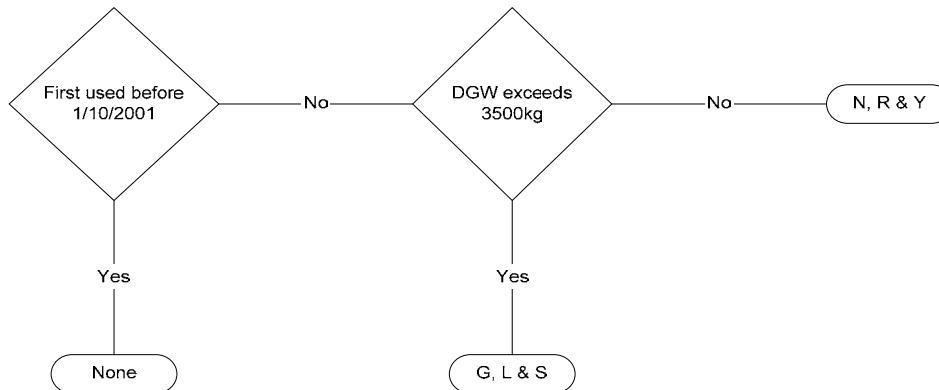 First used before
1/10/2001
No
DGW exceeds
3500kg
No
N, R & Y
Yes
Yes
None
G, L & S